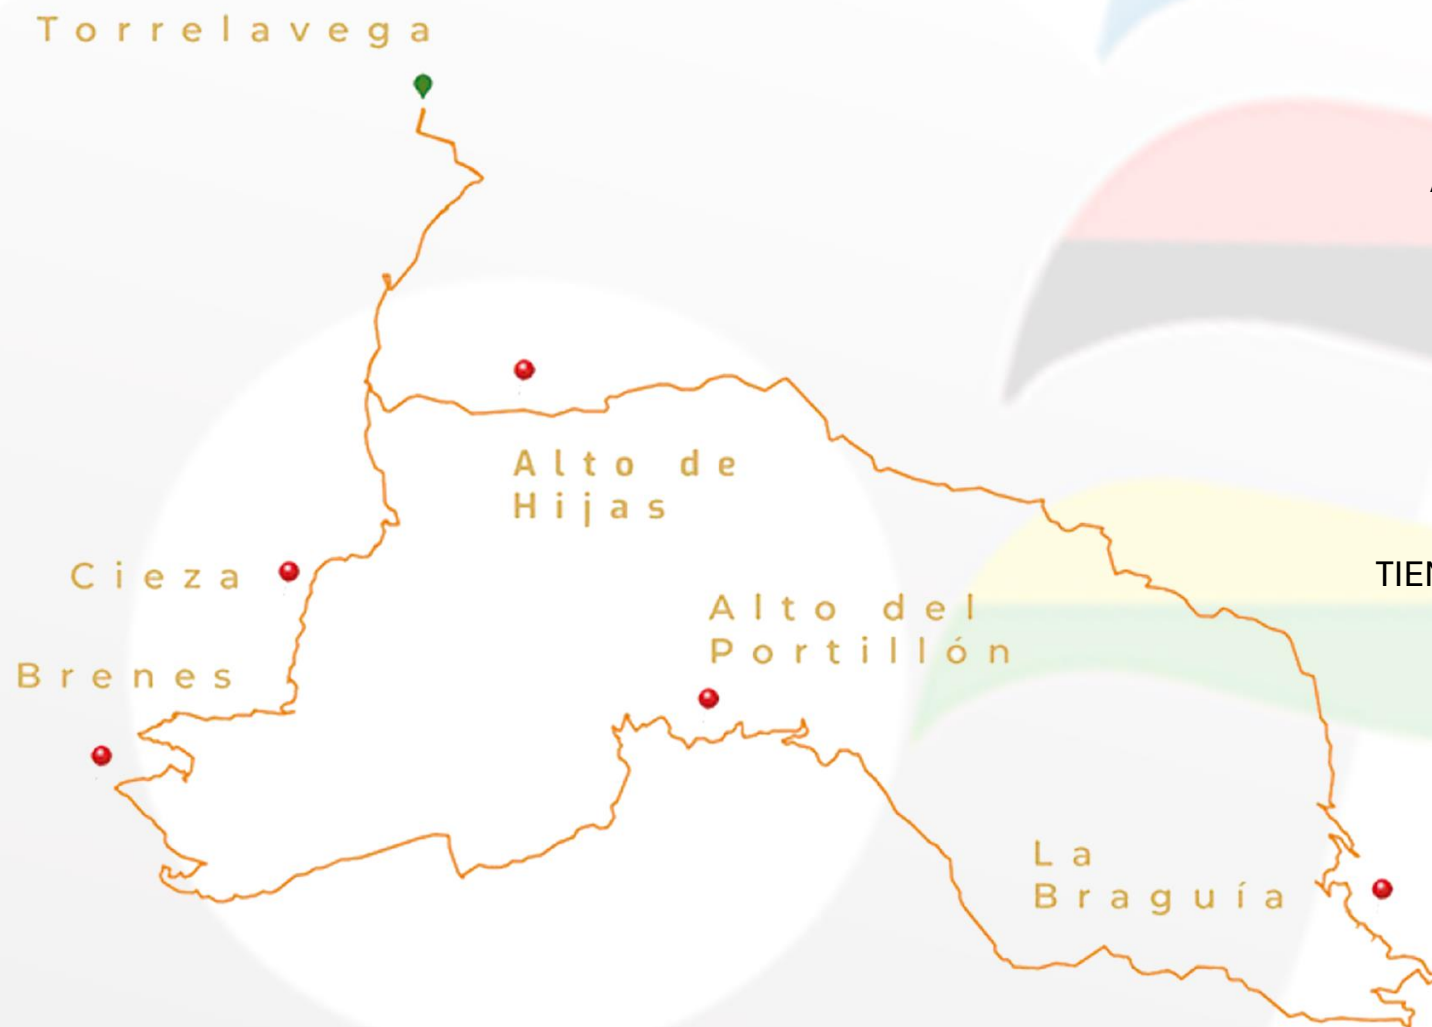 Torrelavega
Alto de
Hijas
Cieza
Alto del
Portillón
Brenes
La
Braguía